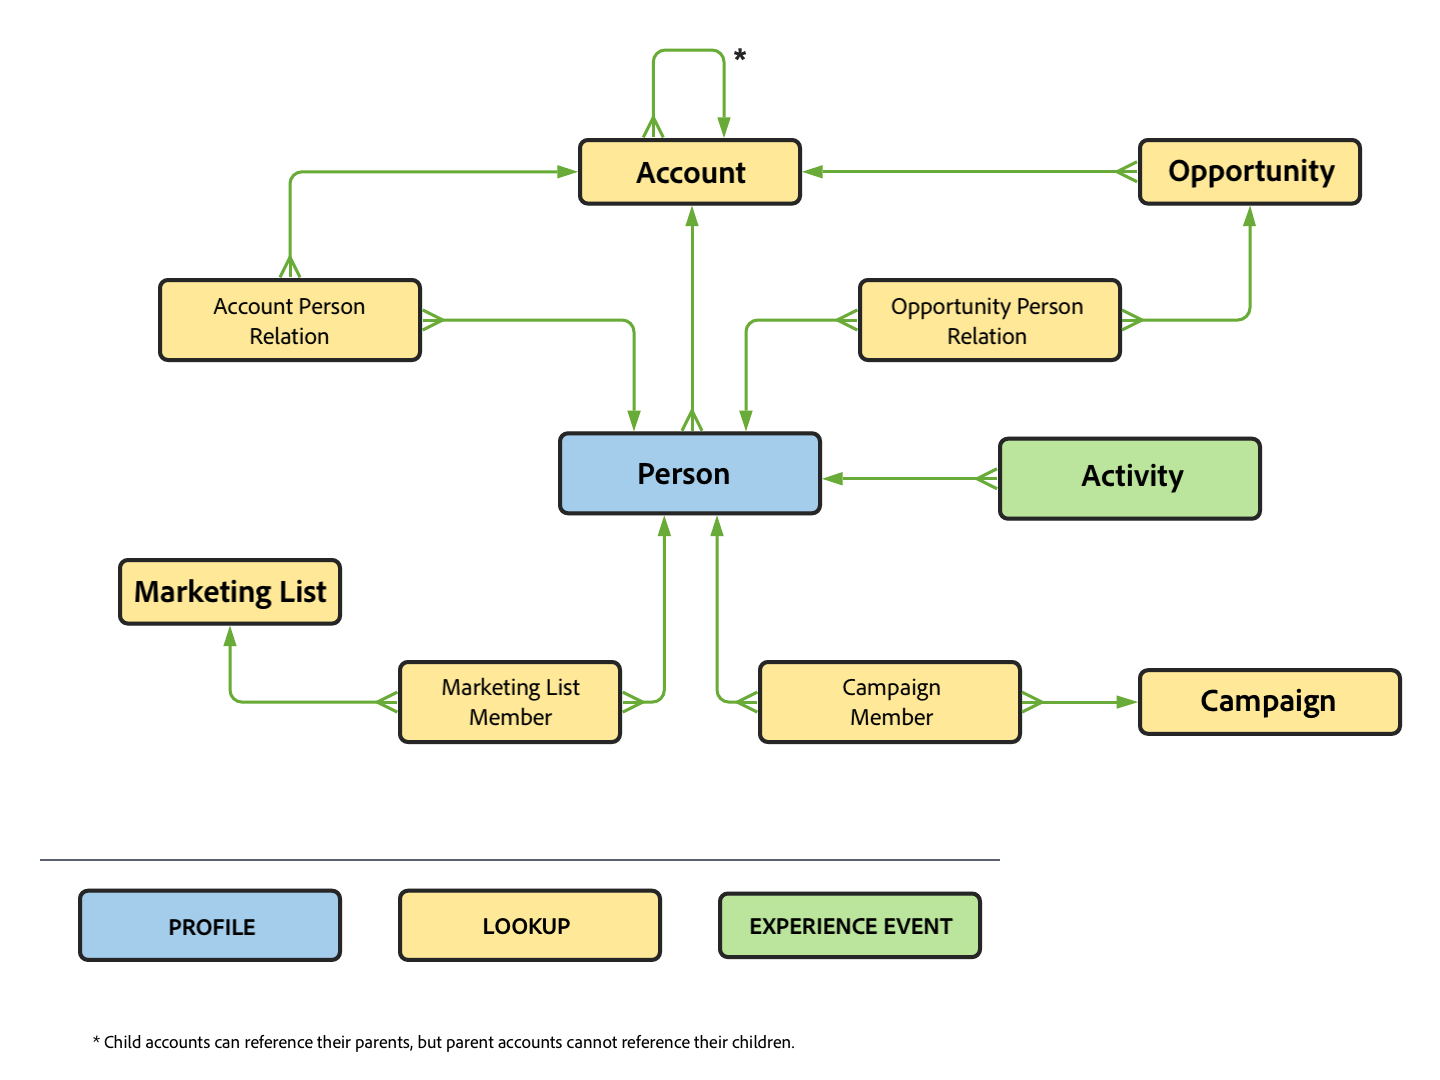 *
Account
Opportunity
Account Person
Relation
Opportunity Person
Relation
Person
Activity
Marketing List
Marketing List
Member
Campaign
Member
Campaign
PROFILE
LOOKUP
EXPERIENCE EVENT
* Child accounts can reference their parents, but parent accounts cannot reference their children.